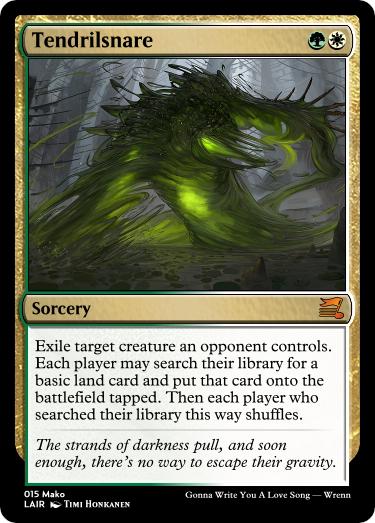 Tendrilsnare
Sorcery
Exile target creature an opponent controls.
Each player may search their library for a
basic land card and put that card onto the
battlefield tapped. Then each player who
searched their library this way shuffles.
The strands of darkness pull, and soon
enough, there's no way to escape their gravity.
015 Mako
LAIR Timi Honkanen
Gonna Write You A Love Song — Wrenn